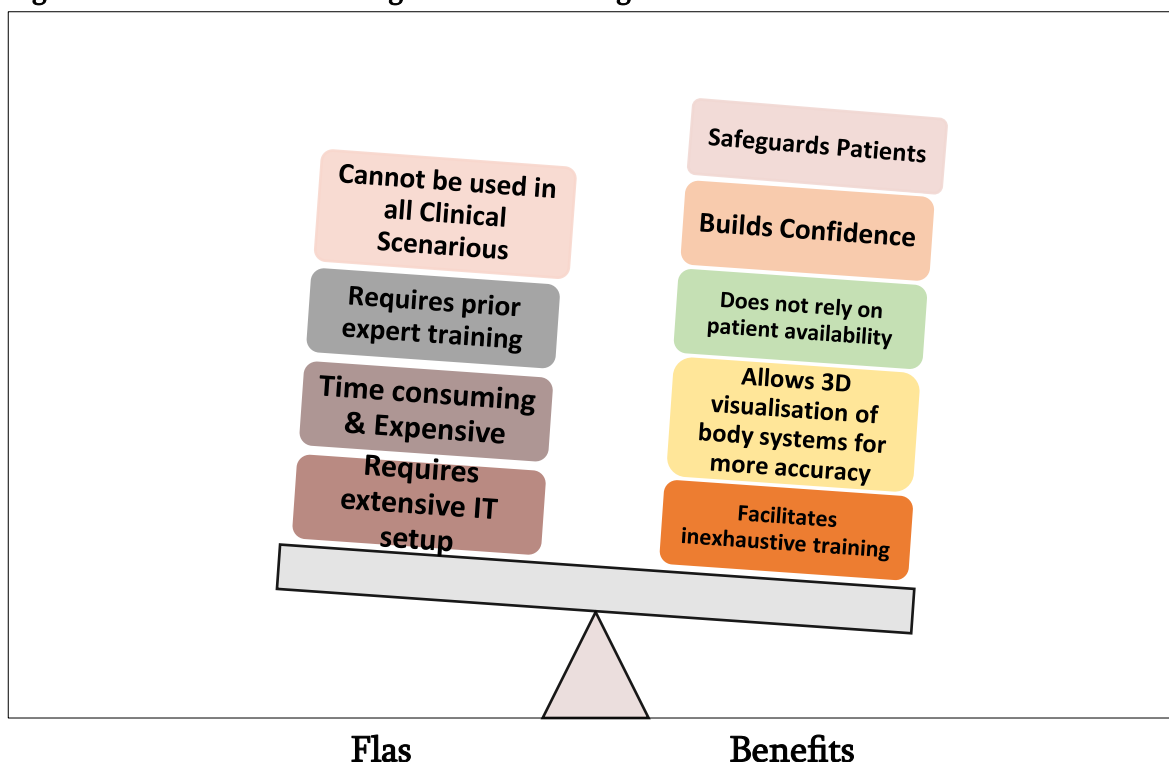 Cannot be used in
all Clinical
Scenarious
Requires prior
expert training
Time consuming
& Expensive
Requires
extensive IT
setup
Safeguards Patients
Builds Confidence
Does not rely on
patient availability
Allows 3D
visualisation of
body systems for
more accuracy
Facilitates
inexhaustive training
Flas
Benefits